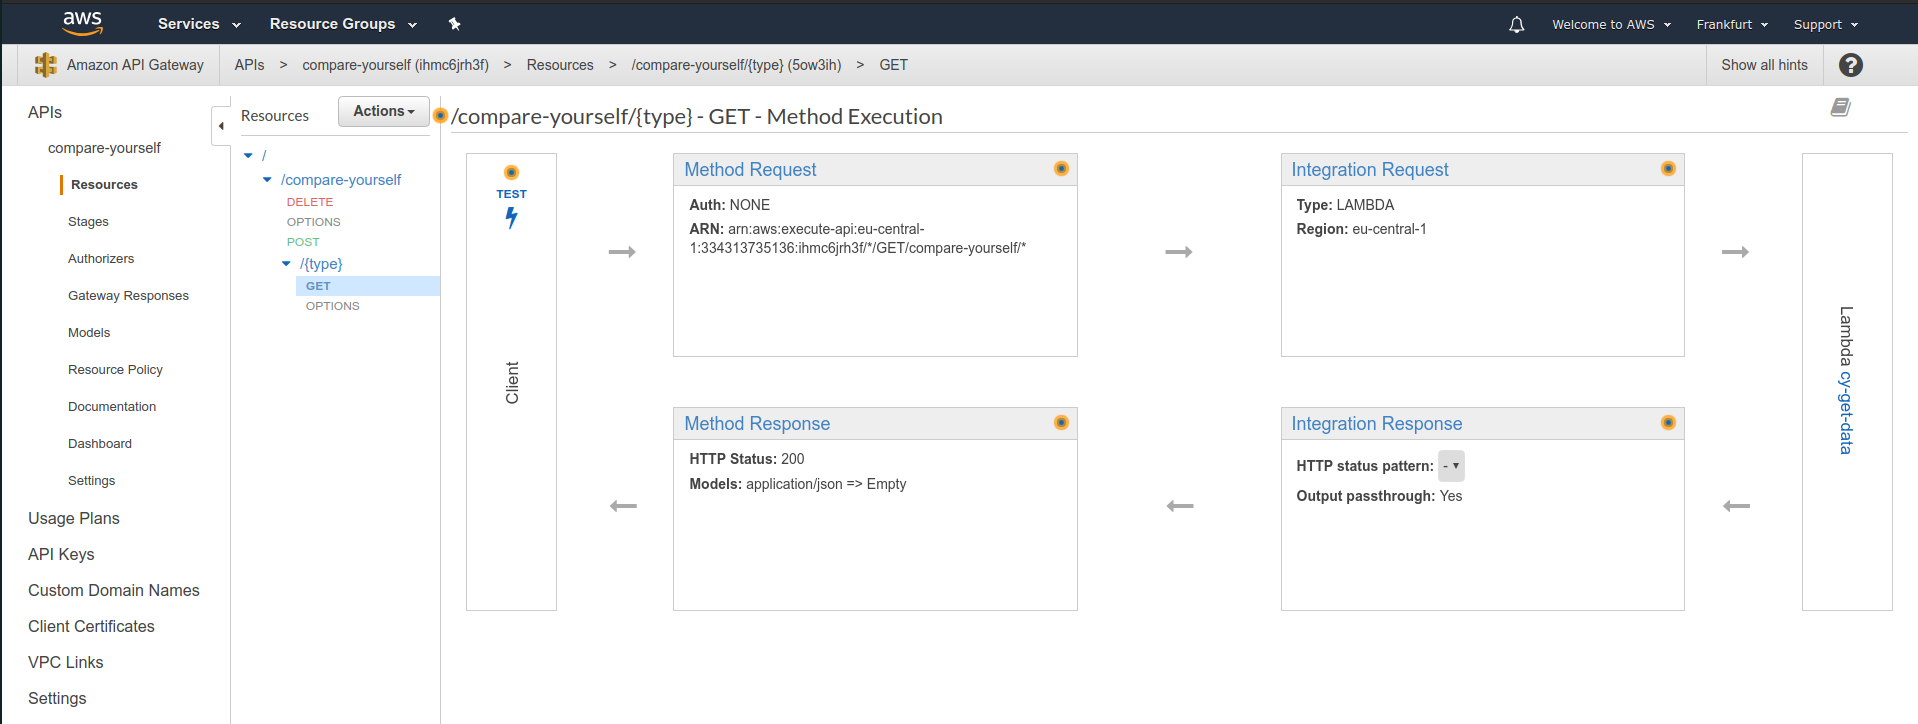 aws Services Resource Groups Welcome to AWS Frankfurt Support
Amazon API Gateway APIs > compare-yourself (ihmc6jrh3f) > Resources > /compare-yourself/{type} (5ow3ih) > GET Show all hints ?
APIs
compare-yourself
Resources
Stages
Authorizers
Gateway Responses
Models
Resource Policy
Documentation
Dashboard
Settings
Usage Plans
API Keys
Custom Domain Names
Client Certificates
VPC Links
Settings
Resources Actions
/
/compare-yourself
DELETE
OPTIONS
POST
/{type}
GET
OPTIONS
/compare-yourself/{type} - GET - Method Execution
TEST
Client
Method Request
Auth: NONE
ARN: arn:aws:execute-api:eu-central-
1:334313735136:ihmc6jrh3f/*/GET/compare-yourself/*
Integration Request
Type: LAMBDA
Region: eu-central-1
Method Response
HTTP Status: 200
Models: application/json => Empty
Integration Response
HTTP status pattern: -
Output passthrough: Yes
Lambda cy-get-data